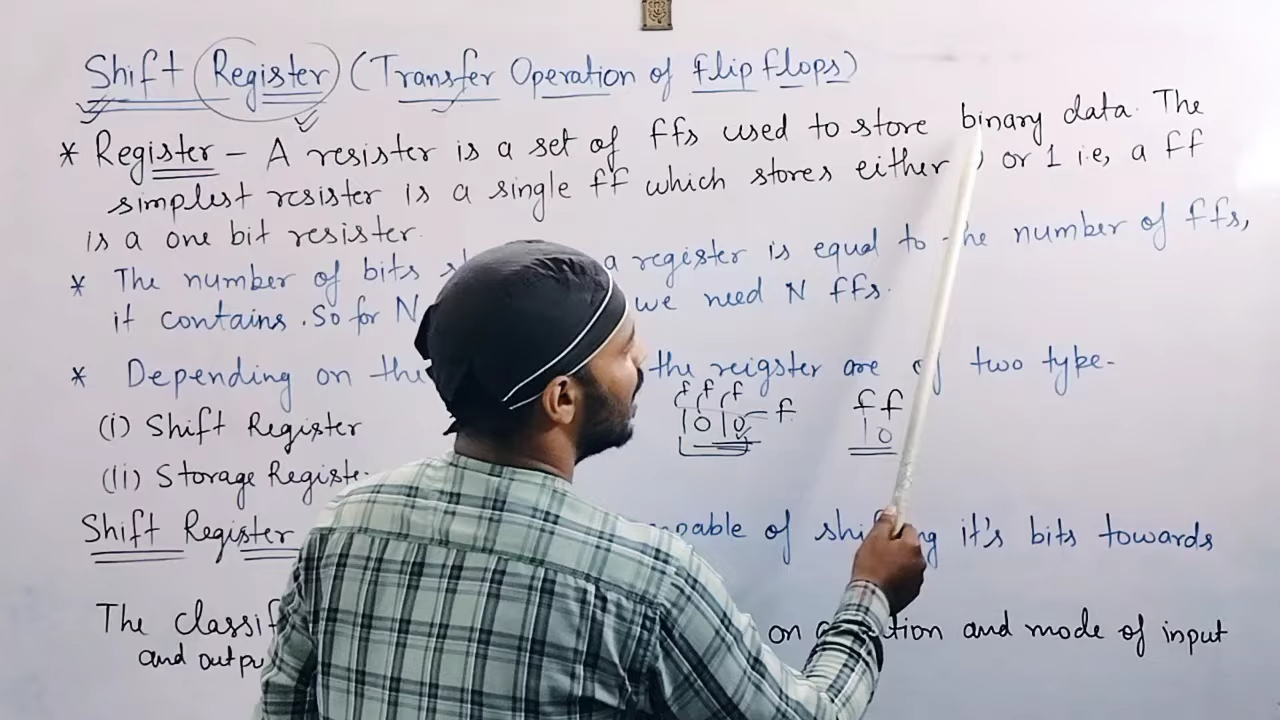 Shift Register (Transfer Operation of flip flops)
* Register - A resister is a set of ffs used to store binary data. The
simplest resister is a single ff which stores either or 1 i.e, a ff
is a one bit resister.
* The number of bits a register is equal to the number of ffs,
it contains. So for N we need N ffs.
* Depending on the the reigster are of two type-
f f f
1010 f
f f
10
(i) Shift Register
(ii) Storage Registe
Shift Register capable of shifting it's bits towards
The classif on and mode of input
and outpu